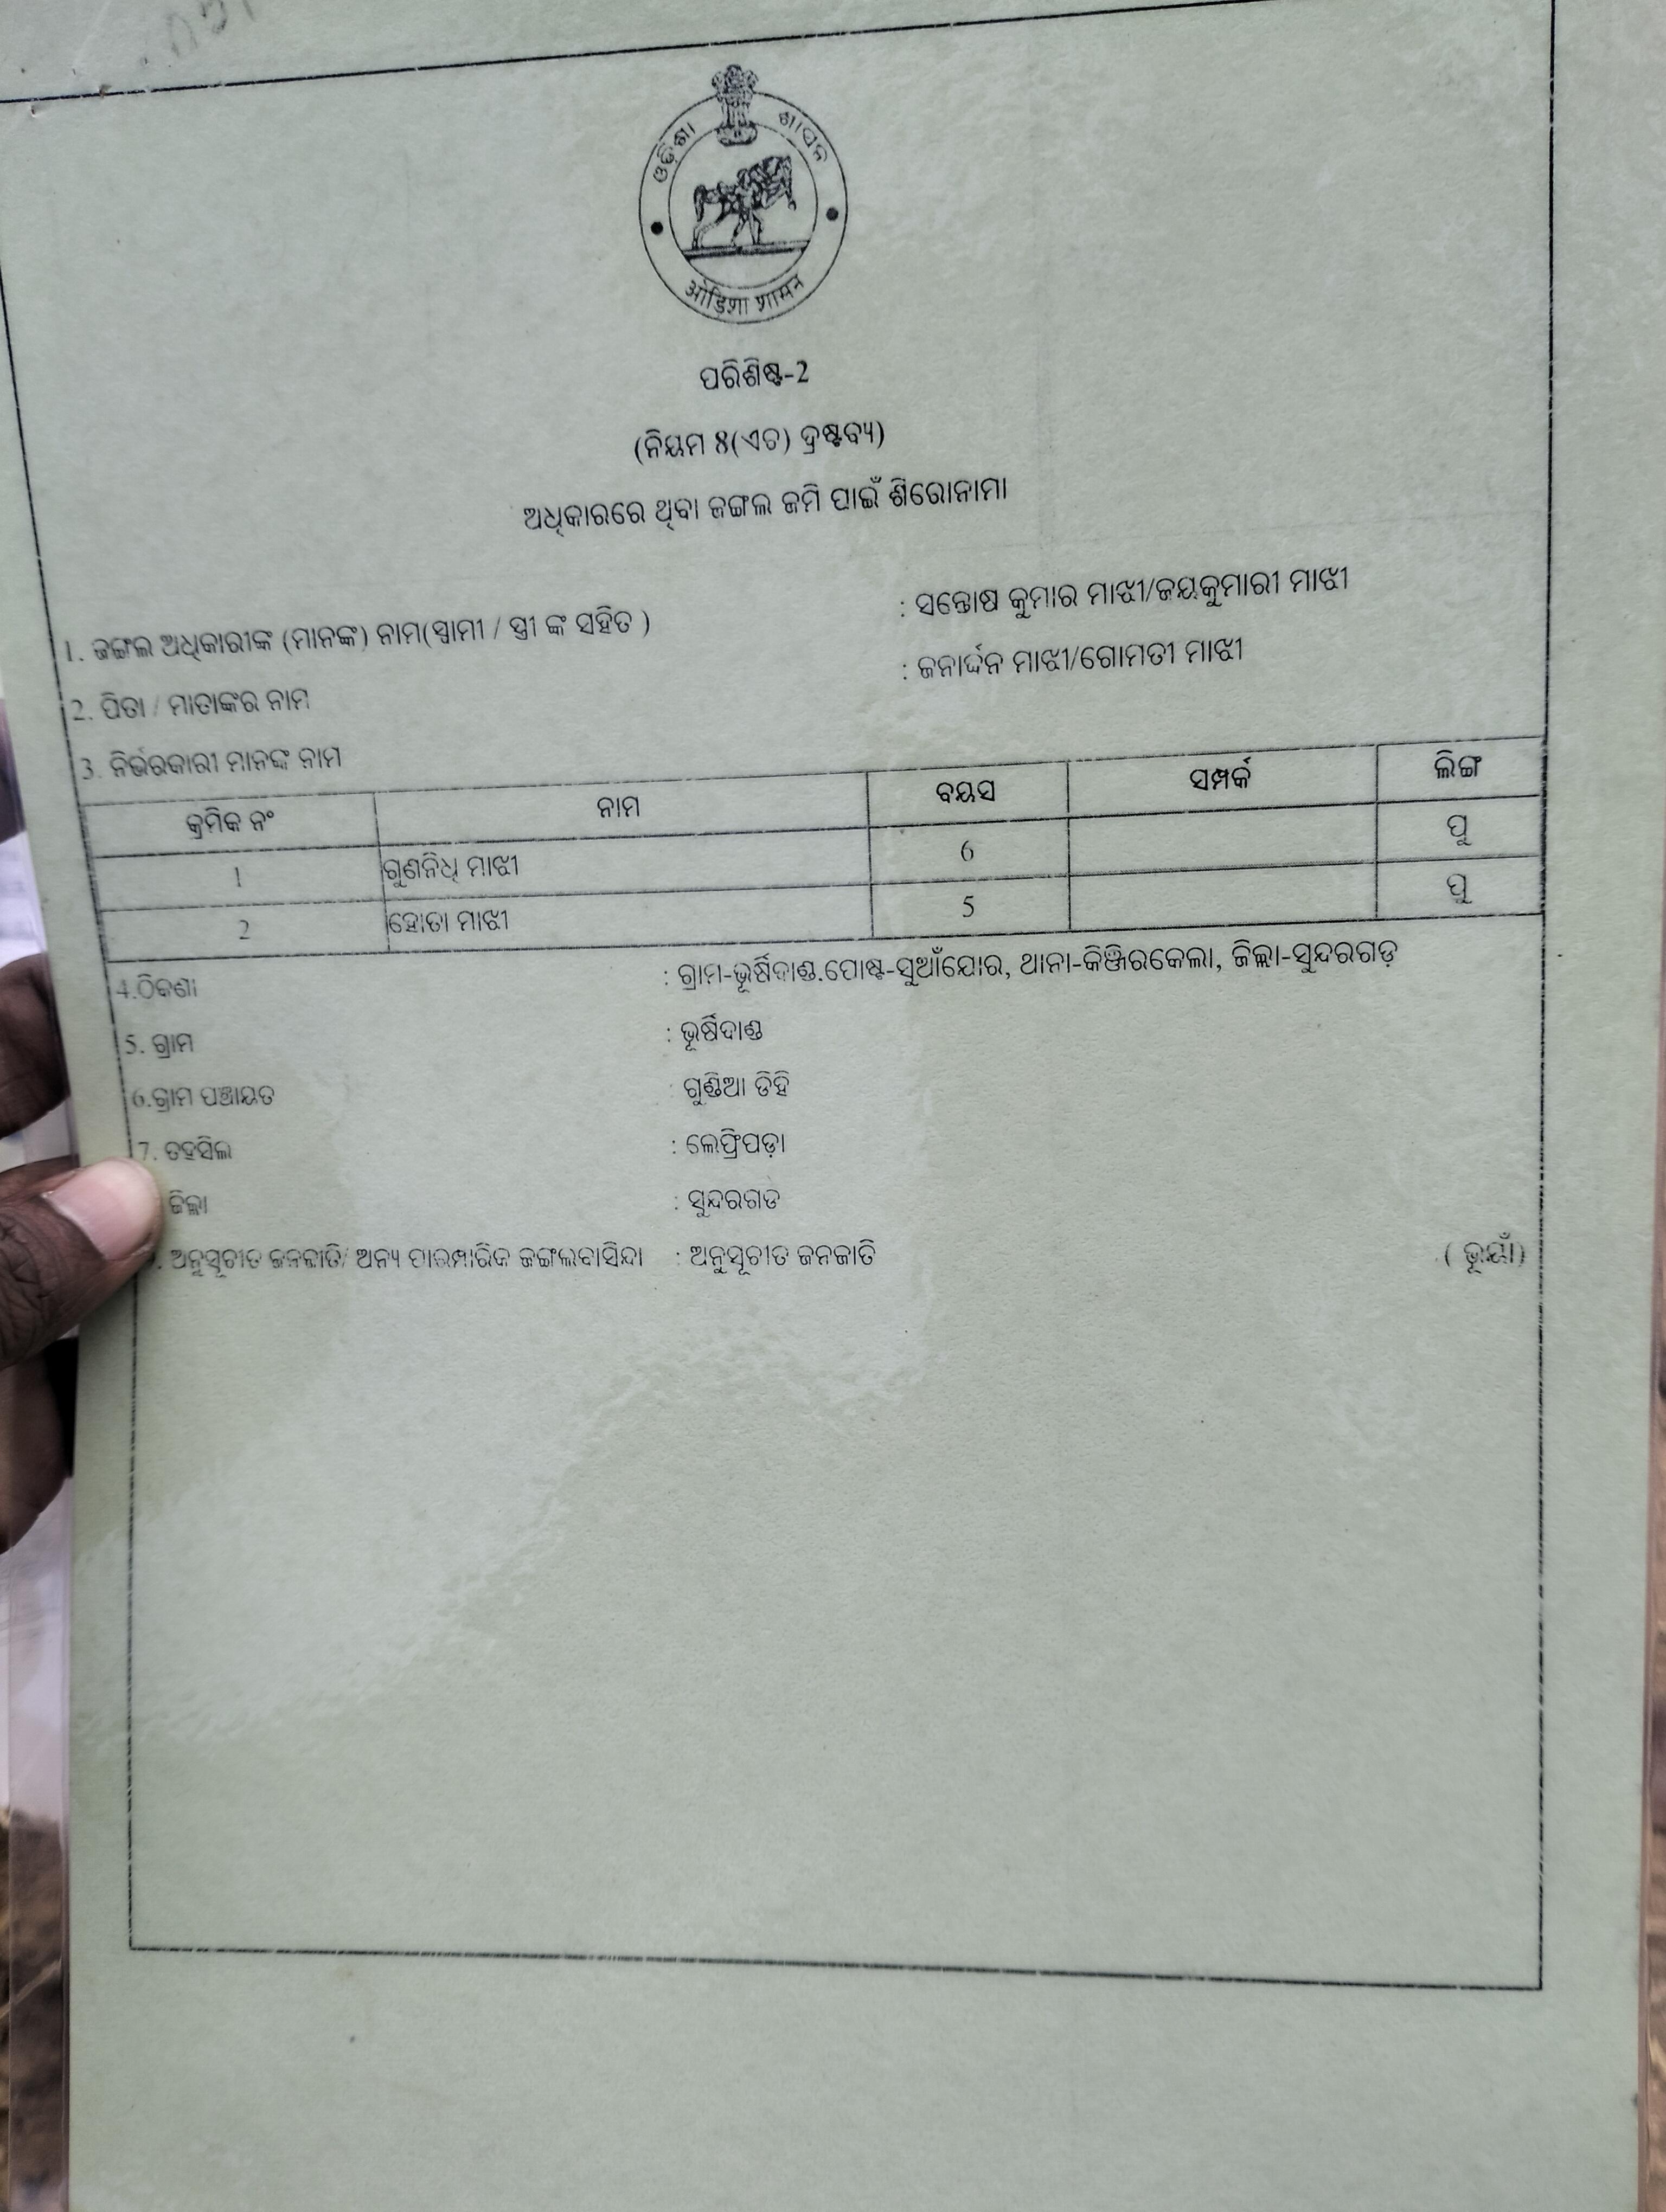 ଓଡ଼ିଶା ଶାସନ
ओड़िशा शासन
ପରିଶିଷ୍ଟ-2
(ନିୟମ ୫(ଏଚ) ଦ୍ରଷ୍ଟବ୍ୟ)
ଅଧିକାରରେ ଥିବା ଜଙ୍ଗଲ ଜମି ପାଇଁ ଶିରୋନାମା
1. ଜଙ୍ଗଲ ଅଧିକାରୀଙ୍କ (ମାନଙ୍କ) ନାମ(ସ୍ୱାମୀ / ସ୍ତ୍ରୀ ଙ୍କ ସହିତ ) : ସନ୍ତୋଷ କୁମାର ମାଝୀ/ଜୟକୁମାରୀ ମାଝୀ
2. ପିତା / ମାତାଙ୍କର ନାମ : ଜନାର୍ଦ୍ଦନ ମାଝୀ/ଗୋମତୀ ମାଝୀ
3. ନିର୍ଭରକାରୀ ମାନଙ୍କ ନାମ
କ୍ରମିକ ନଂ ନାମ ବୟସ ସମ୍ପର୍କ ଲିଙ୍ଗ
1 ଗୁଣନିଧି ମାଝୀ 6 ପୁ
2 ହୋତା ମାଝୀ 5 ପୁ
4.ଠିକଣା : ଗ୍ରାମ-ଭୂର୍ଷିଦାଣ୍ଡ.ପୋଷ୍ଟ-ସୁଆଁଯୋର, ଥାନା-କିଞ୍ଜିରକେଲା, ଜିଲ୍ଲା-ସୁନ୍ଦରଗଡ଼
5. ଗ୍ରାମ : ଭୂର୍ଷିଦାଣ୍ଡ
6.ଗ୍ରାମ ପଞ୍ଚାୟତ : ଗୁଣ୍ଡିଆ ଡିହି
7. ତହସିଲ : ଲେଫ୍ରିପଡ଼ା
ଜିଲ୍ଲା : ସୁନ୍ଦରଗଡ
. ଅନୁସୂଚୀତ ଜନଜାତି/ ଅନ୍ୟ ପାରମ୍ପାରିକ ଜଙ୍ଗଲବାସିନ୍ଦା : ଅନୁସୂଚୀତ ଜନଜାତି ( ଭୂୟାଁ)